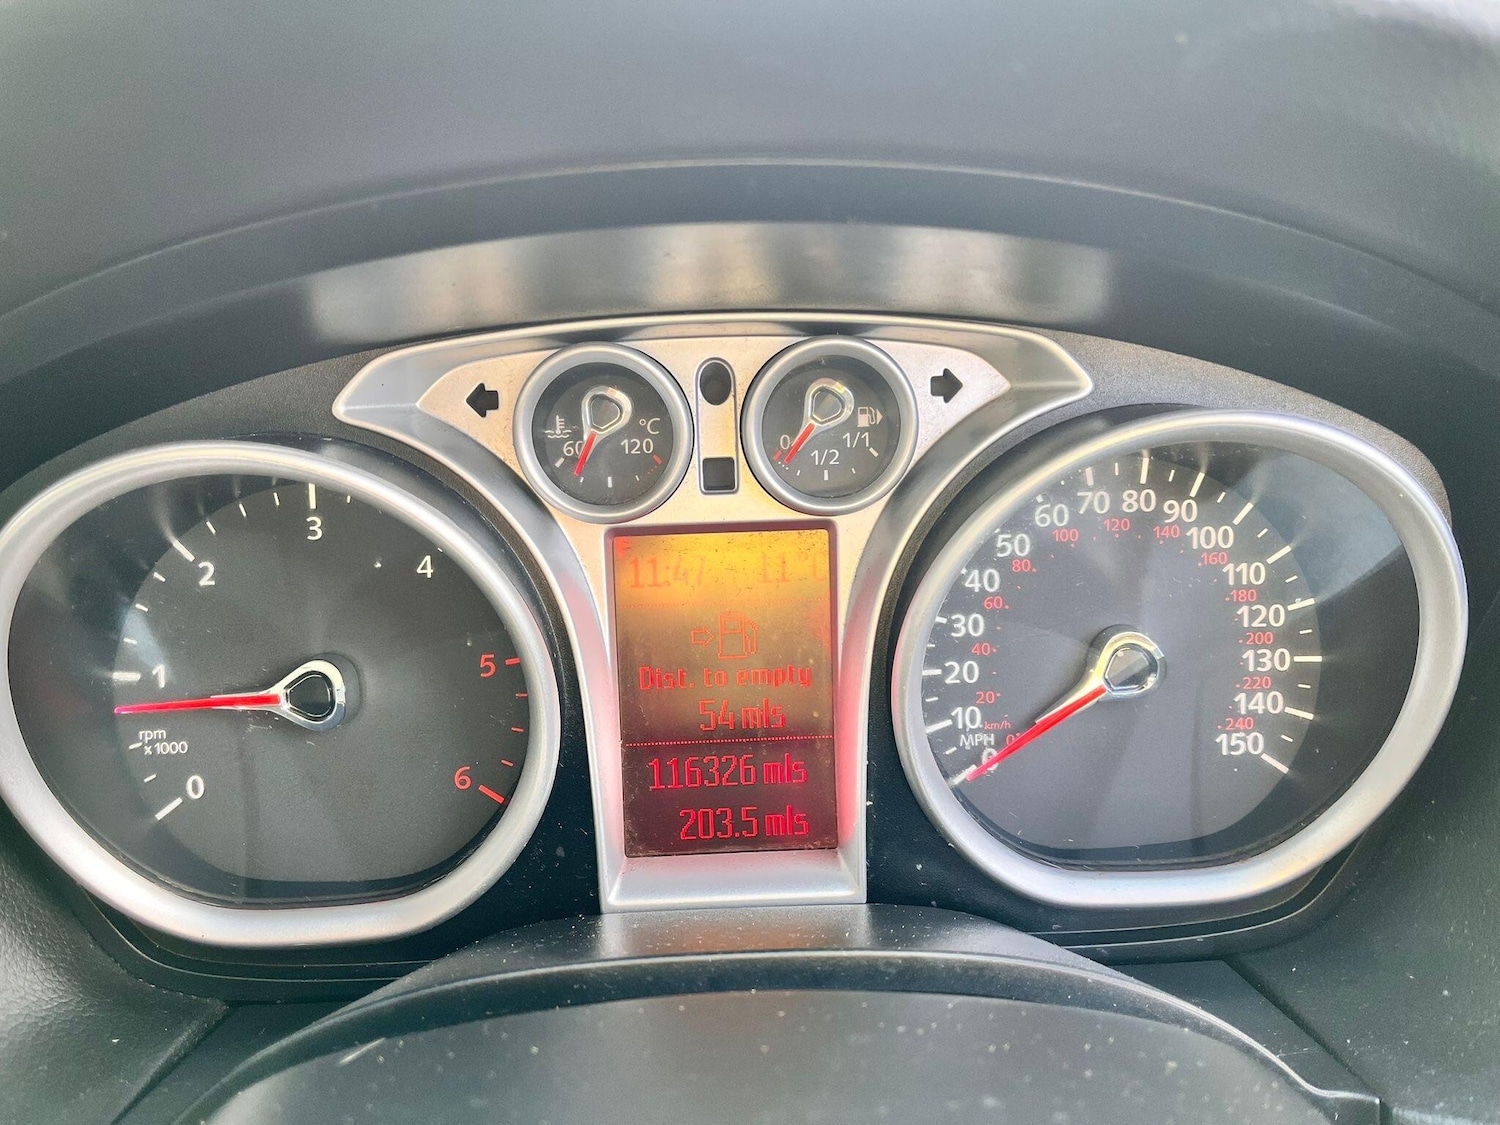 60 120 °C
0 1/2 1/1
0 1 2 3 4 5 6
rpm
x1000
11:47
Dist. to empty
54 mls
116326 mls
203.5 mls
0 10 20 30 40 50 60 70 80 90 100 110 120 130 140 150
MPH
0 20. 40. 60. 80. 100 120 140 160 180 200 220 240
km/h